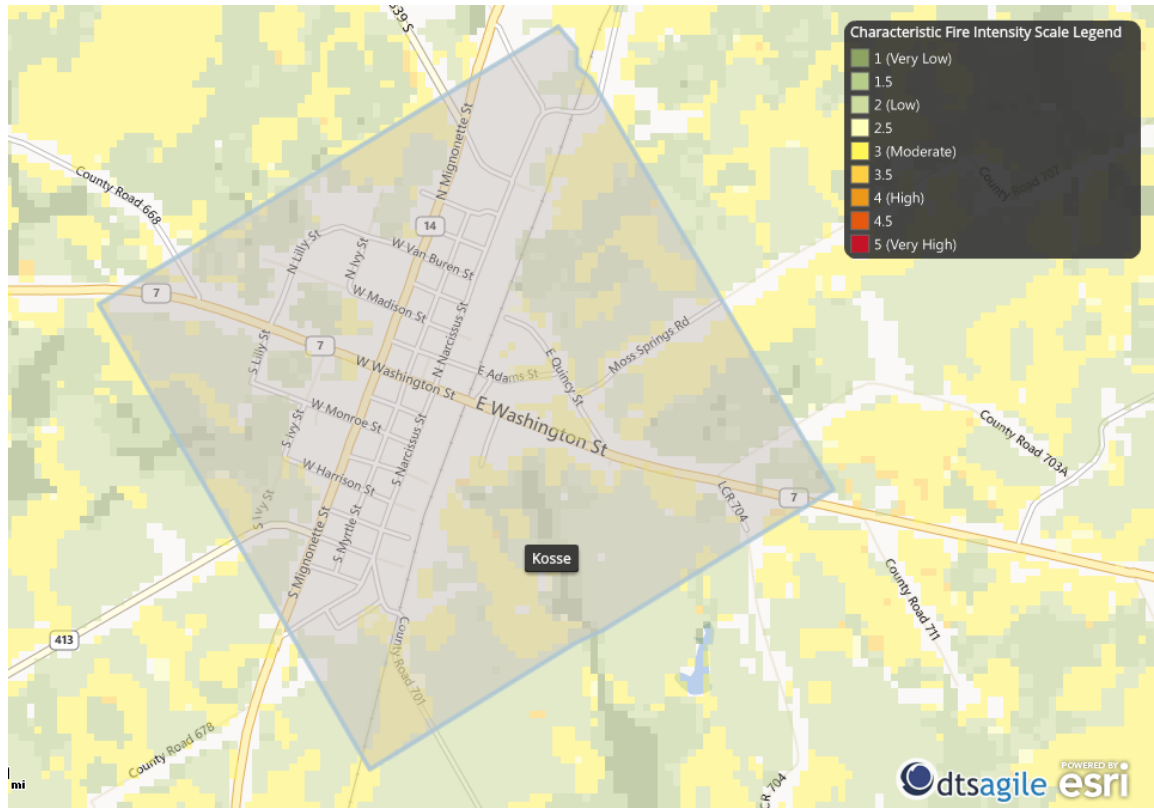 Characteristic Fire Intensity Scale Legend
1 (Very Low)
1.5
2 (Low)
2.5
3 (Moderate)
3.5
4 (High)
4.5
5 (Very High)
County Road 707
39 S
N Mignonette St
County Road 668
14
N Lilly St
N Ivy St
W Van Buren St
7
W Madison St
N Narcissus St
Moss Springs Rd
7
S Lilly St
W Washington St
E Adams St
E Quincy St
E Washington St
W Monroe St
S Ivy St
S Narcissus St
County Road 703A
W Harrison St
7
LCR 704
S Ivy St
S Myrtle St
S Mignonette St
Kosse
County Road 711
413
County Road 701
County Road 678
CR 704
mi
dtsagile
POWERED BY
esri